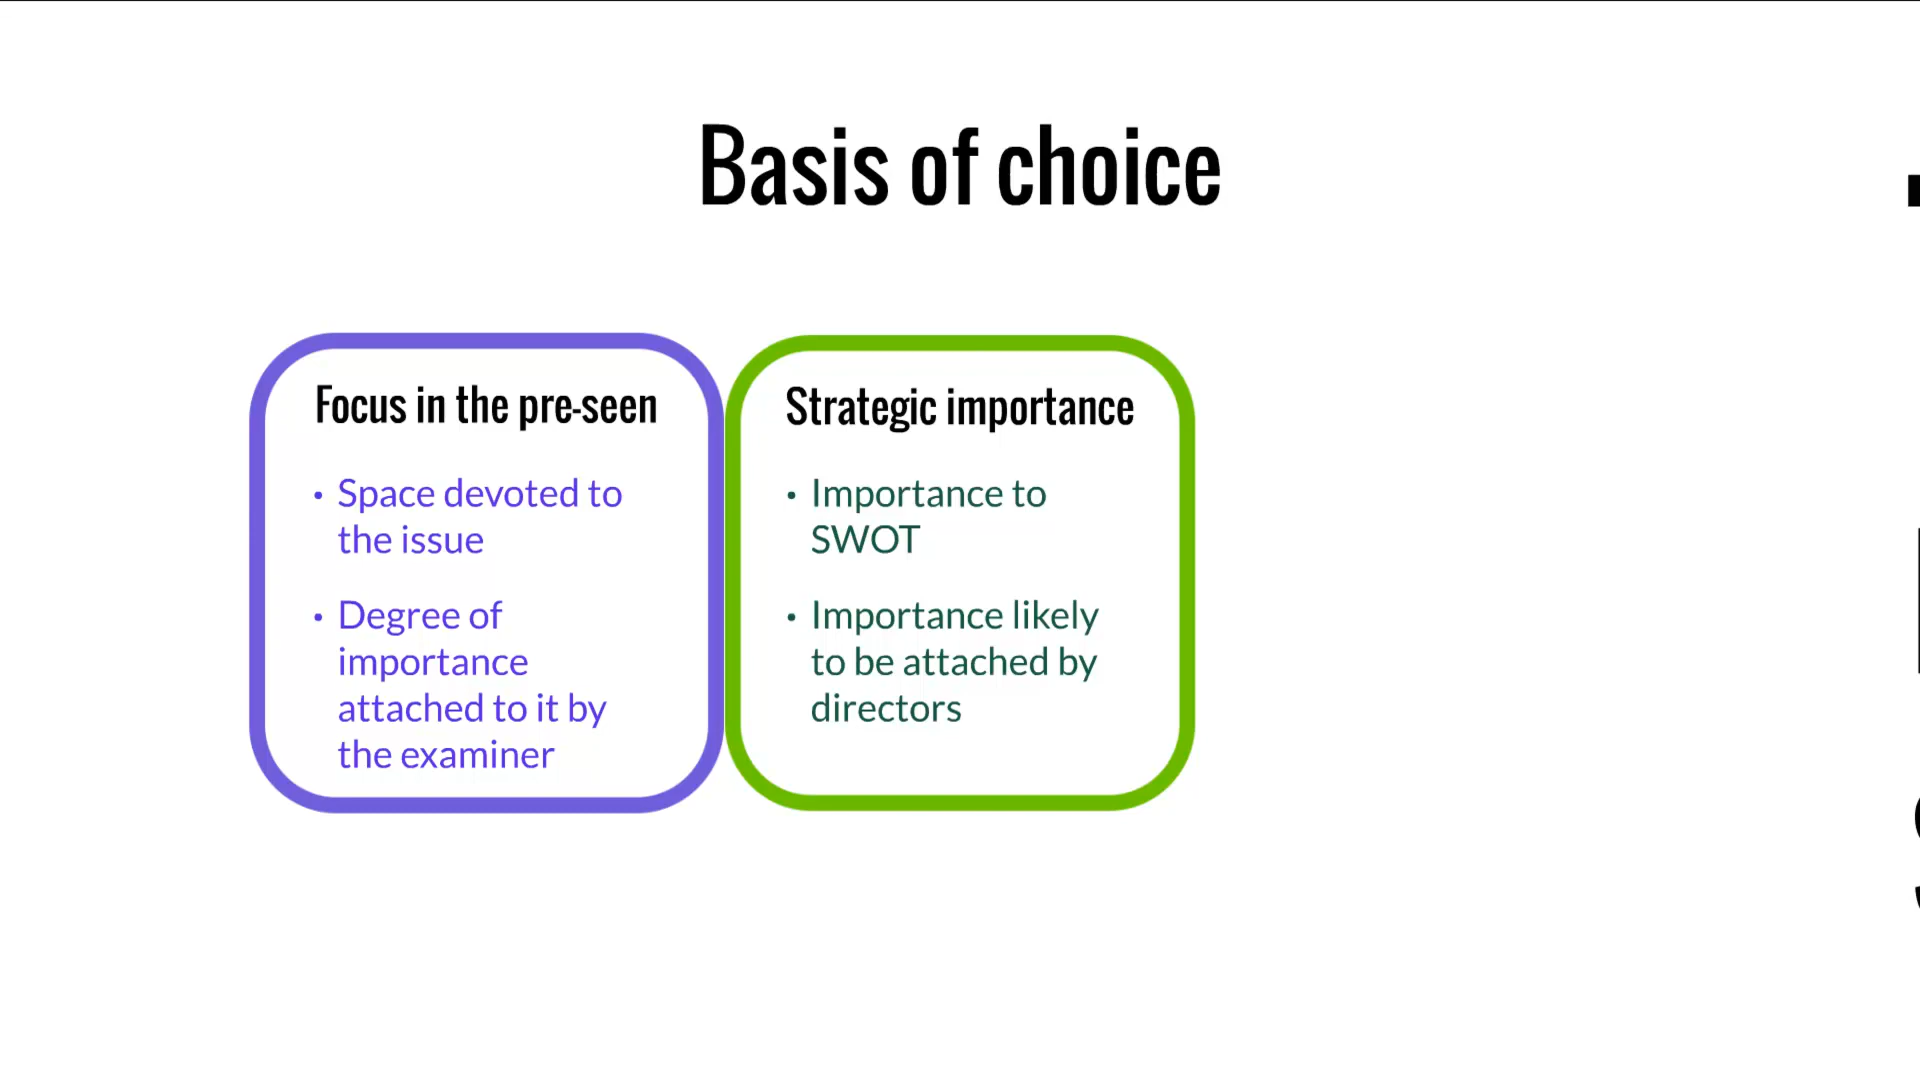 Basis of choice
Focus in the pre-seen
• Space devoted to
the issue
• Degree of
importance
attached to it by
the examiner
Strategic importance
• Importance to
SWOT
• Importance likely
to be attached by
directors